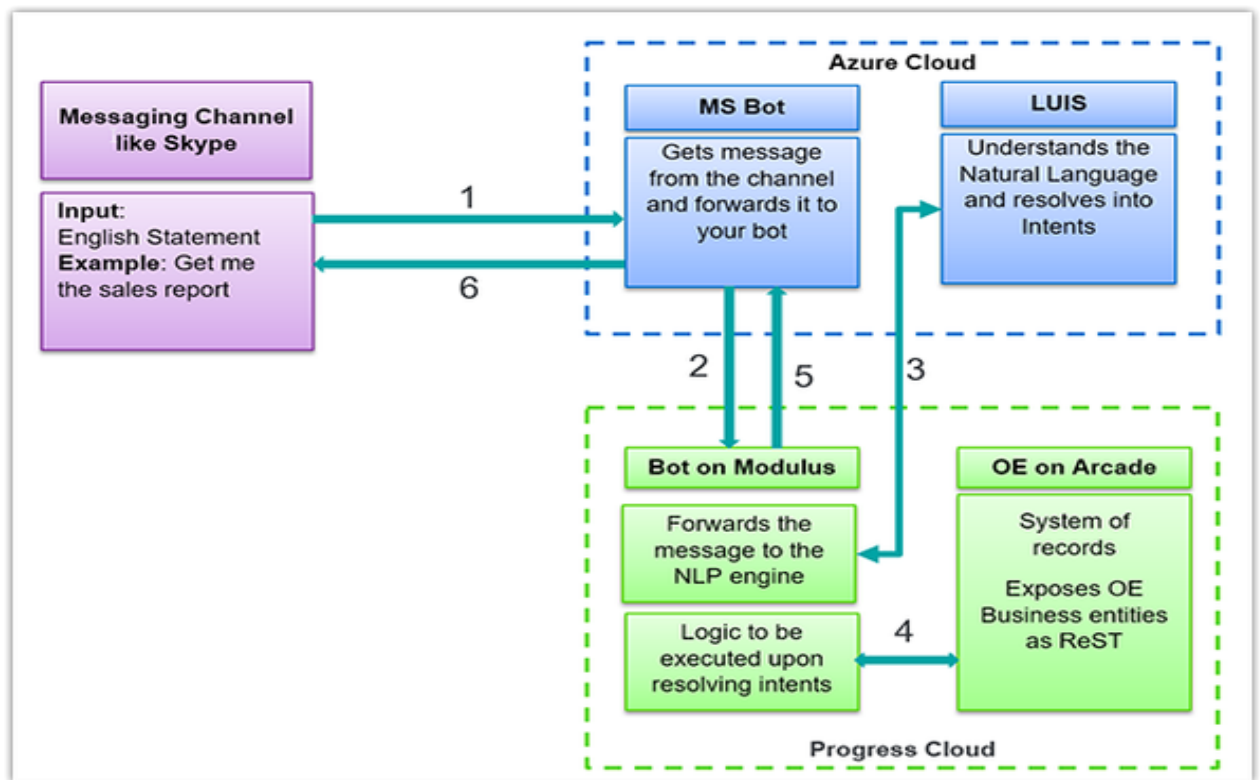 Messaging Channel
like Skype
Input:
English Statement
Example: Get me
the sales report
1
6
Azure Cloud
MS Bot
Gets message
from the channel
and forwards it to
your bot
LUIS
Understands the
Natural Language
and resolves into
Intents
2
5
3
Bot on Modulus
Forwards the
message to the
NLP engine
Logic to be
executed upon
resolving intents
4
OE on Arcade
System of
records
Exposes OE
Business entities
as ReST
Progress Cloud